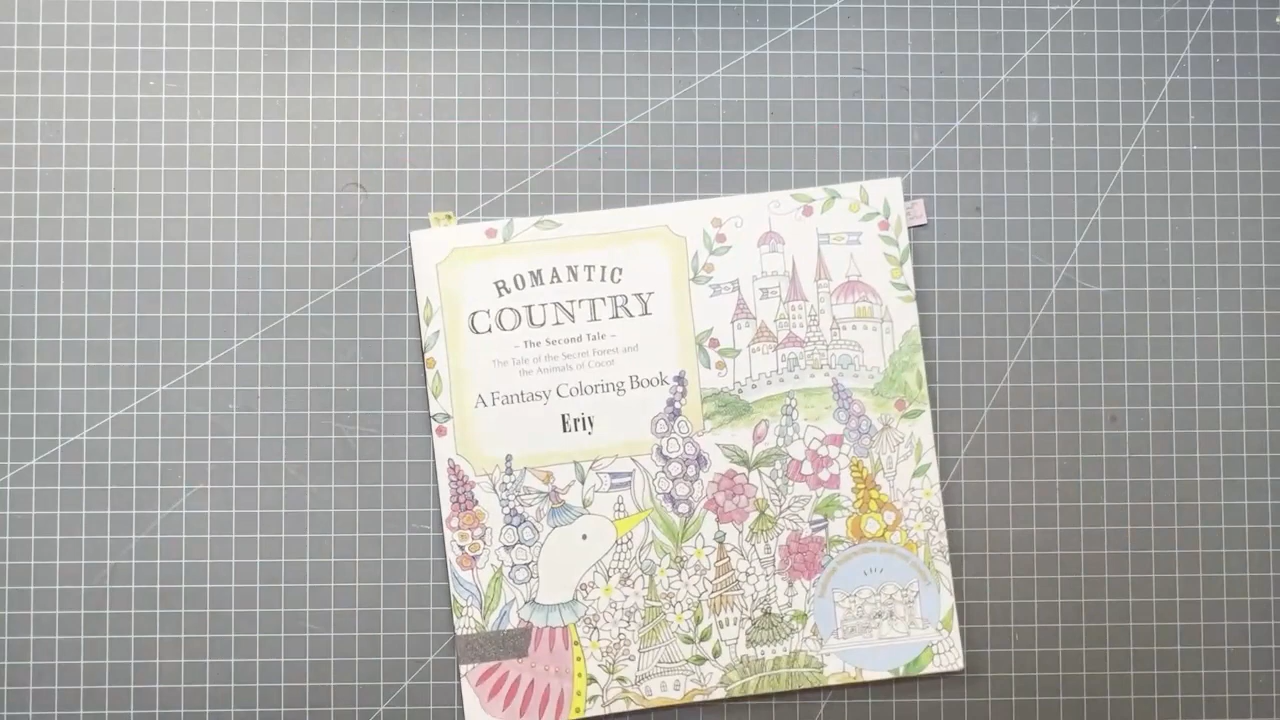 ROMANTIC
COUNTRY
– The Second Tale –
The Tale of the Secret Forest and
the Animals of Cocot
A Fantasy Coloring Book
Eriy